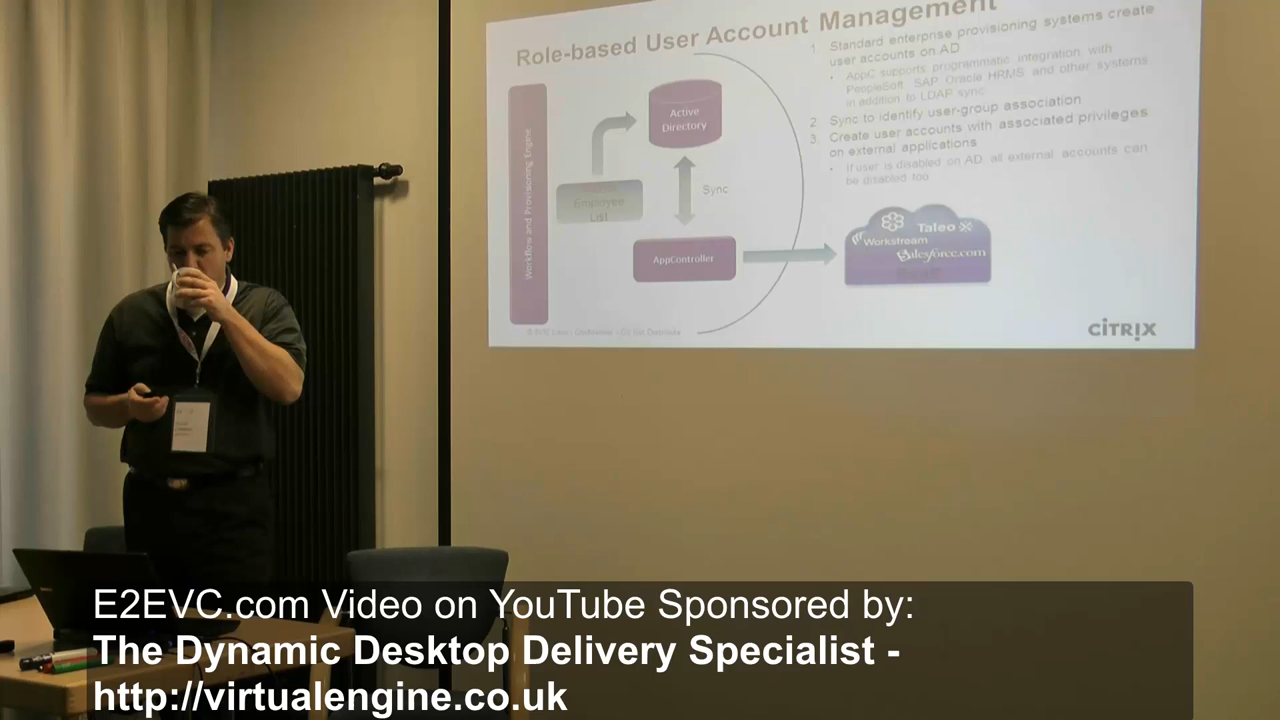 Role-based User Account Management
1. Standard enterprise provisioning systems create
user accounts on AD
• AppC supports programmatic integration with
PeopleSoft, SAP, Oracle HRMS and other systems
in addition to LDAP sync
2. Sync to identify user-group association
3. Create user accounts with associated privileges
on external applications
• If user is disabled on AD, all external accounts can
be disabled too
Workflow and Provisioning Engine
Active
Directory
Employee
List
Sync
AppController
Taleo
Workstream
salesforce.com
CİTRIX
E2EVC.com Video on YouTube Sponsored by:
The Dynamic Desktop Delivery Specialist -
http://virtualengine.co.uk